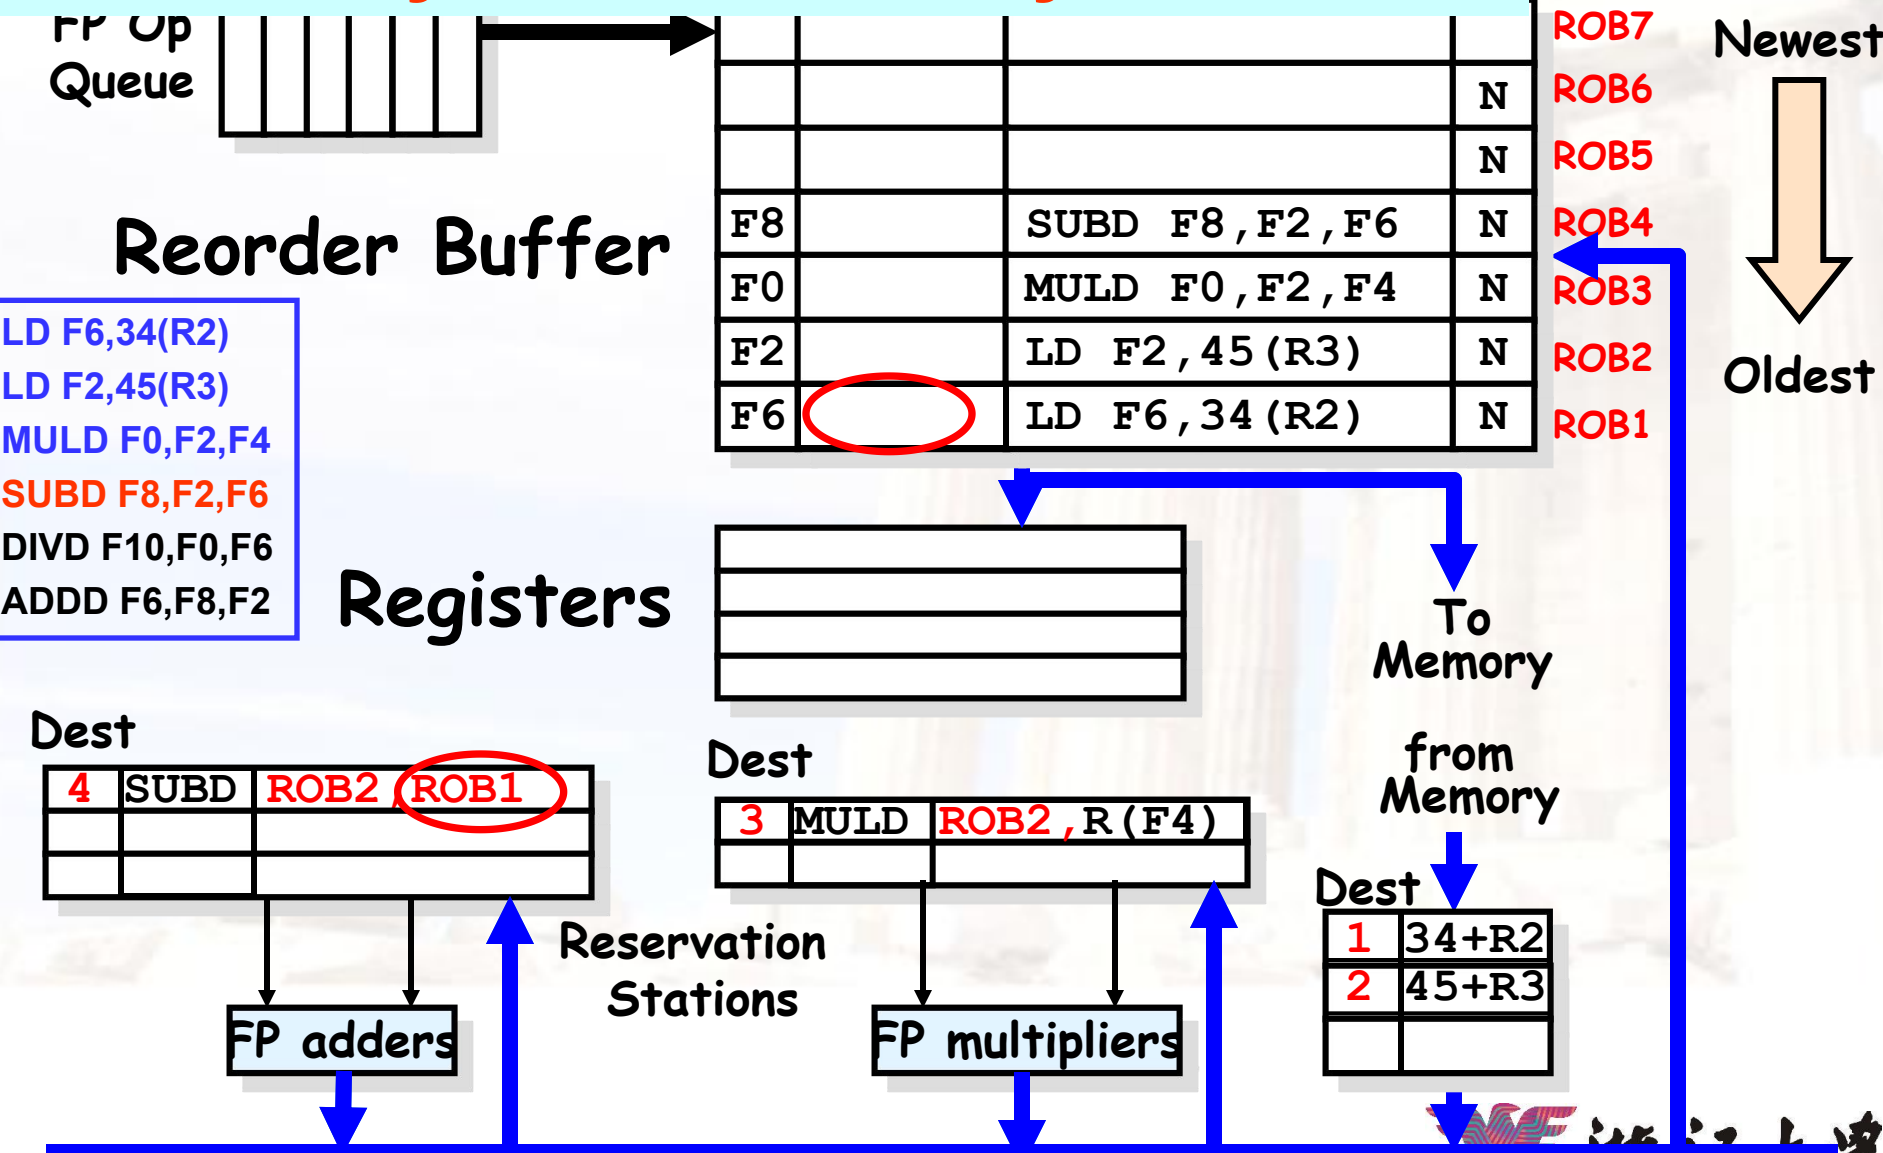 FP Op
Queue
ROB7
Newest
N
ROB6
N
ROB5
Reorder Buffer
F8
SUBD F8,F2,F6
N
ROB4
F0
MULD F0,F2,F4
N
ROB3
F2
LD F2,45(R3)
N
ROB2
F6
LD F6,34(R2)
N
ROB1
Oldest
LD F6,34(R2)
LD F2,45(R3)
MULD F0,F2,F4
SUBD F8,F2,F6
DIVD F10,F0,F6
ADDD F6,F8,F2
Registers
To
Memory
from
Memory
Dest
4 SUBD ROB2,ROB1
Dest
3 MULD ROB2,R(F4)
Dest
1 34+R2
2 45+R3
Reservation
Stations
FP adders
FP multipliers